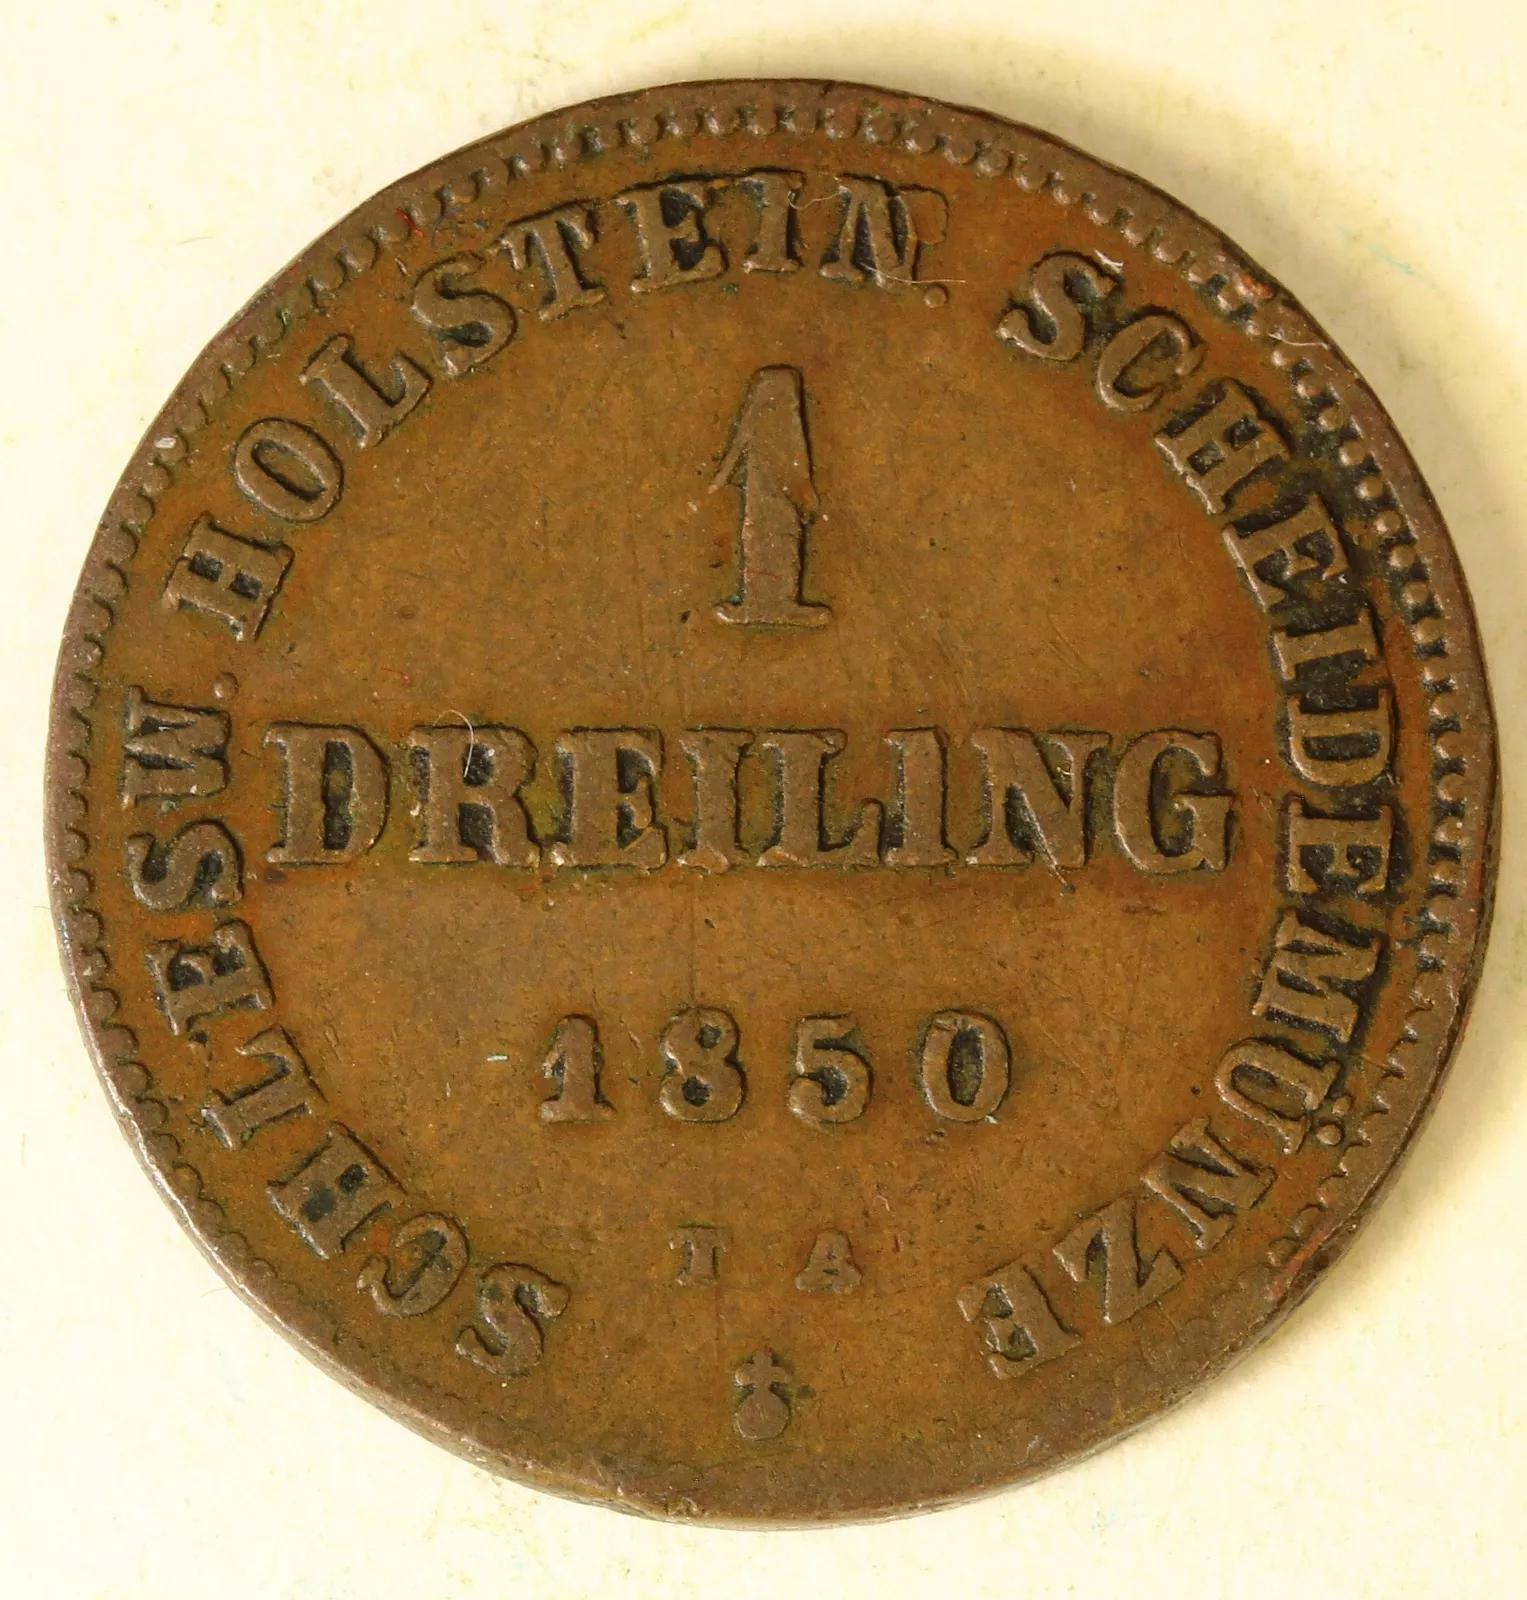 SCHLESW. HOLSTEIN. SCHEIDEMÜNZE
1
DREILING
1850
T A